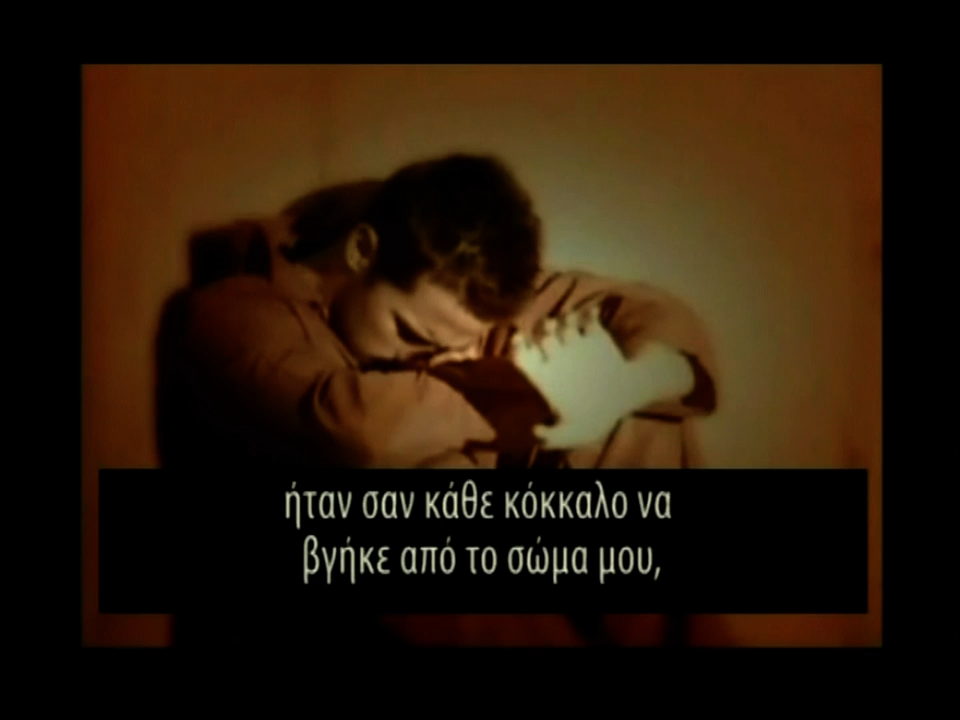 ήταν σαν κάθε κόκκαλο να
βγήκε από το σώμα μου,